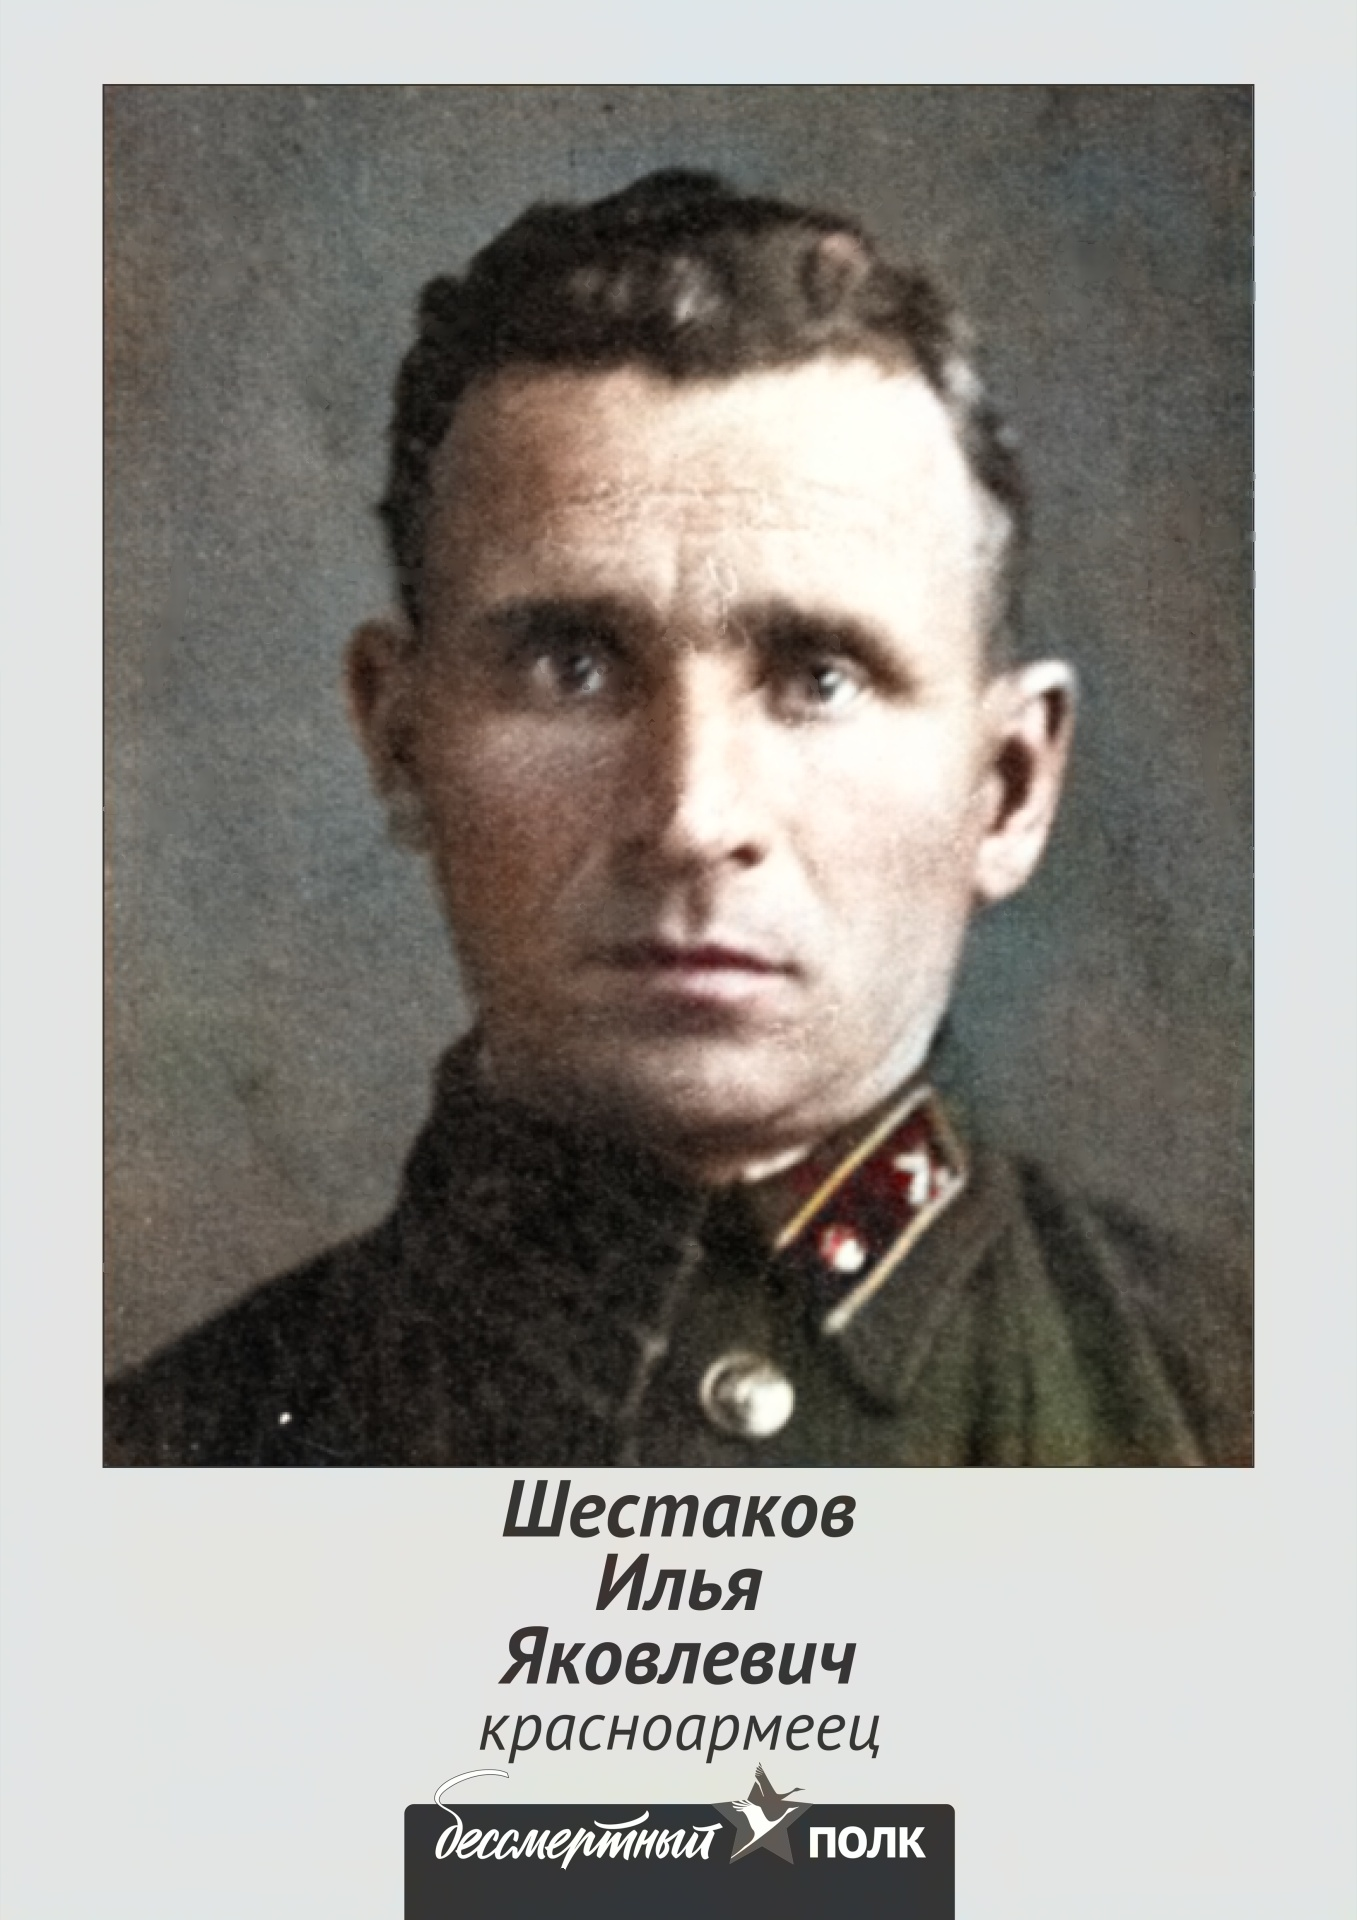 Шестаков
Илья
Яковлевич
красноармеец
бессмертный ПОЛК